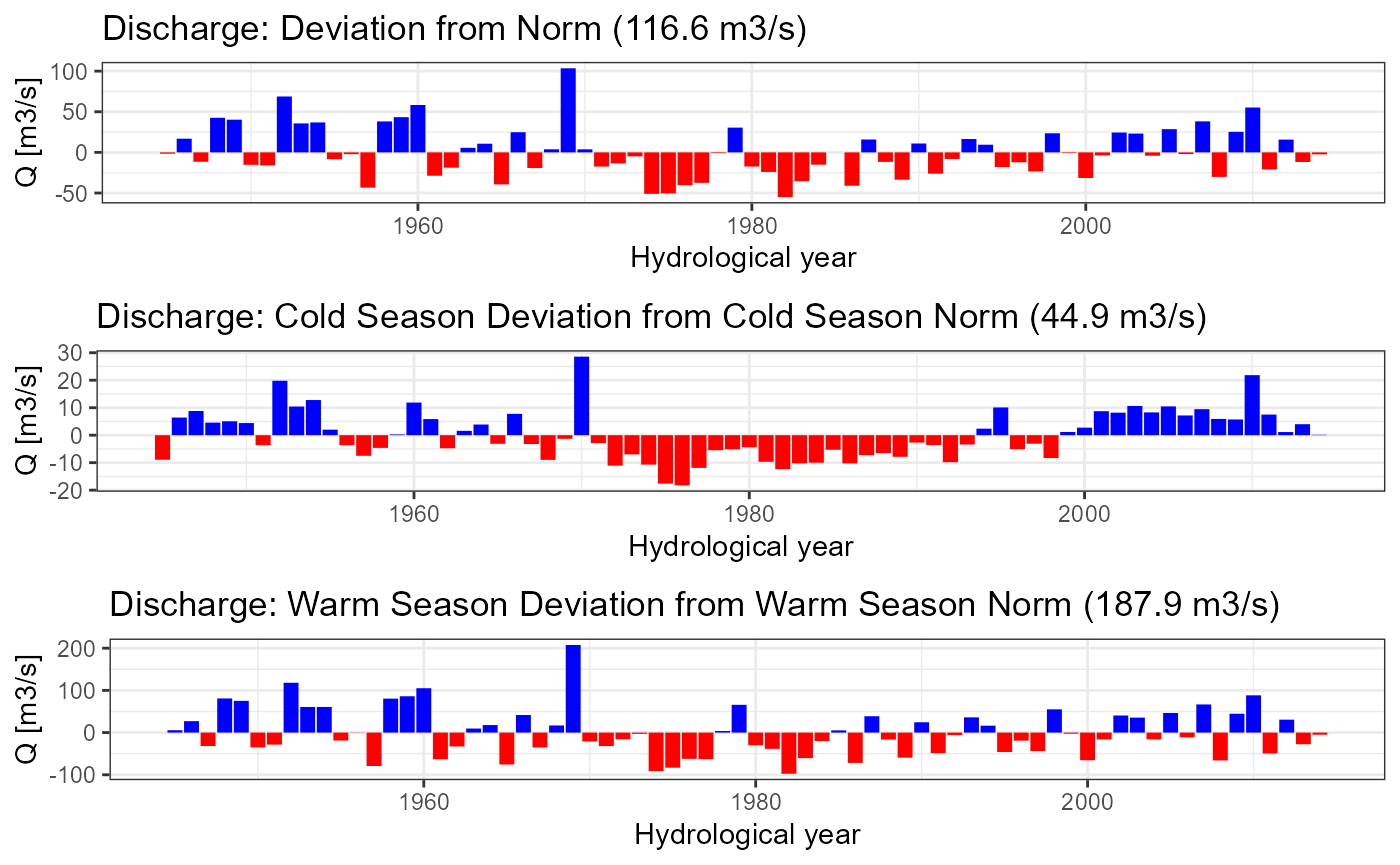 Discharge: Deviation from Norm (116.6 m3/s)
Q [m3/s]
100
50
0
-50
1960
1980
2000
Hydrological year
Discharge: Cold Season Deviation from Cold Season Norm (44.9 m3/s)
Q [m3/s]
30
20
10
0
-10
-20
1960
1980
2000
Hydrological year
Discharge: Warm Season Deviation from Warm Season Norm (187.9 m3/s)
Q [m3/s]
200
100
0
-100
1960
1980
2000
Hydrological year